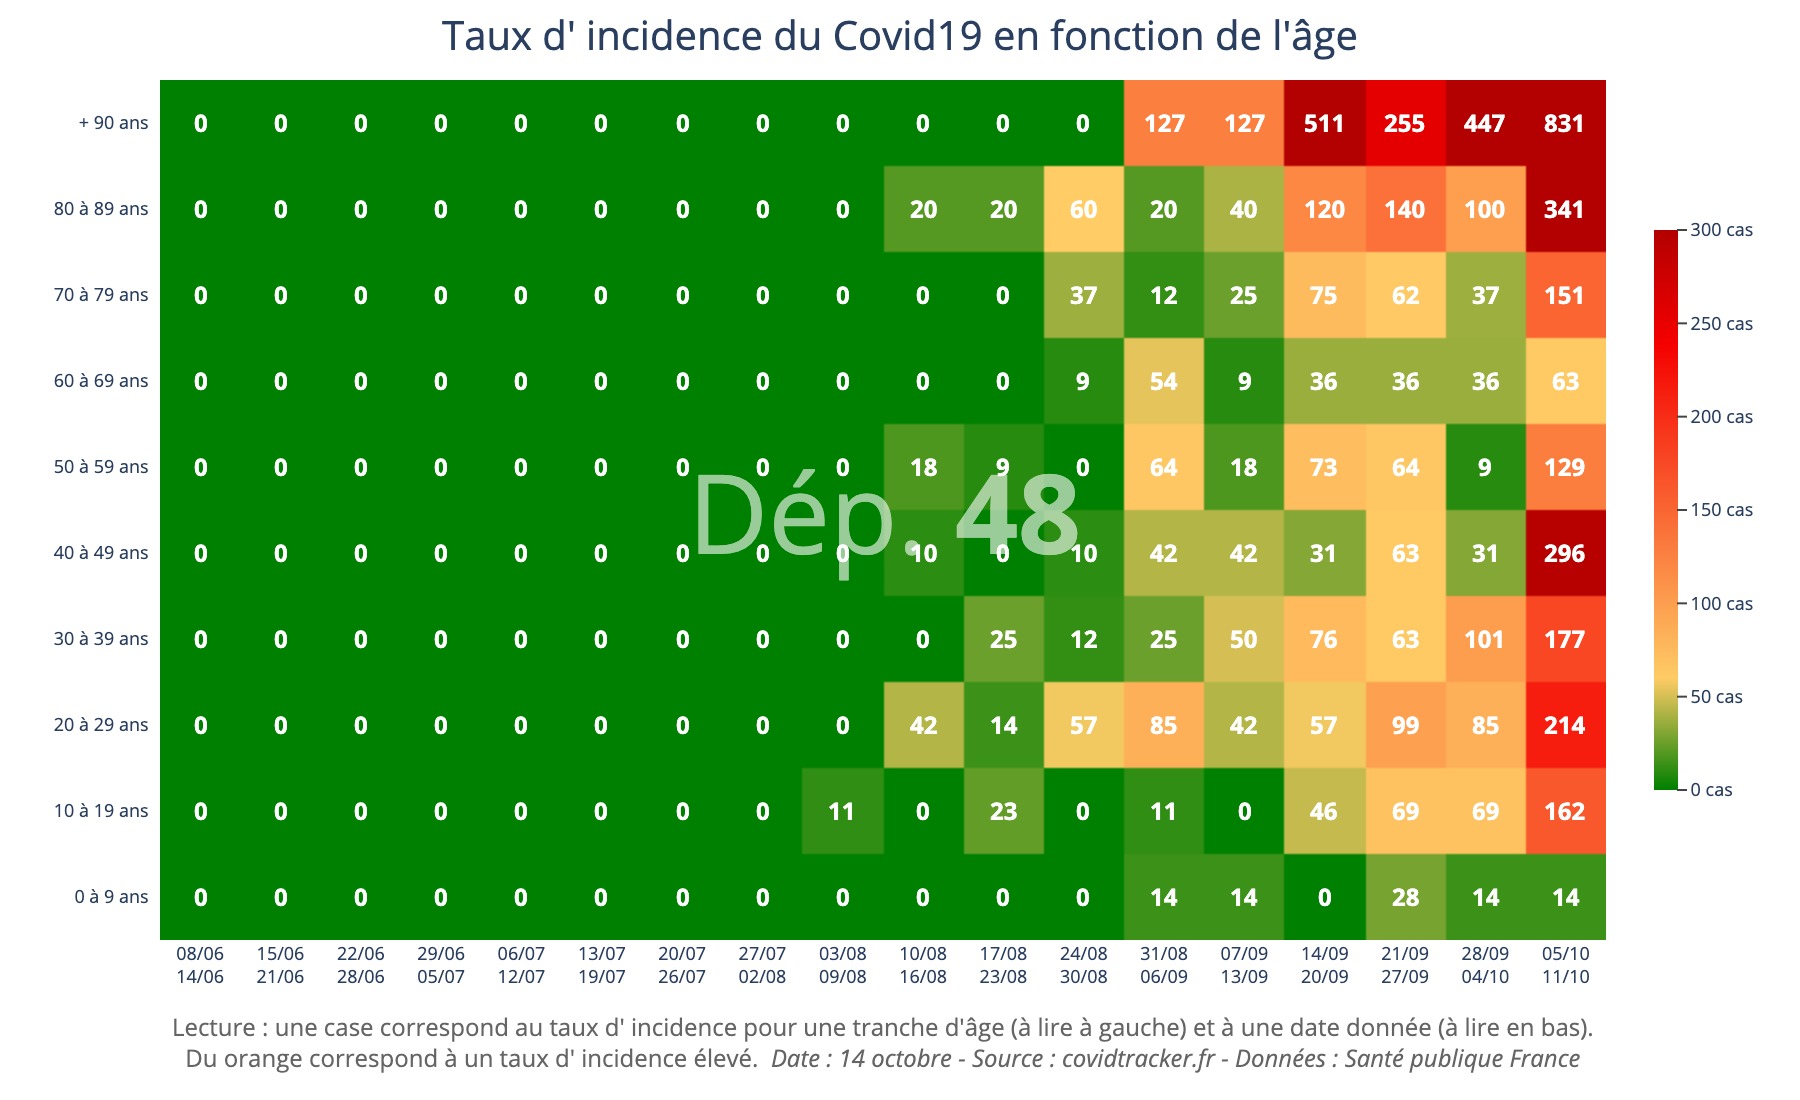 Taux d' incidence du Covid19 en fonction de l'âge
+ 90 ans 0 0 0 0 0 0 0 0 0 0 0 0 127 127 511 255 447 831
80 à 89 ans 0 0 0 0 0 0 0 0 0 20 20 60 20 40 120 140 100 341
300 cas
70 à 79 ans 0 0 0 0 0 0 0 0 0 0 0 37 12 25 75 62 37 151
250 cas
60 à 69 ans 0 0 0 0 0 0 0 0 0 0 0 9 54 9 36 36 36 63
200 cas
50 à 59 ans 0 0 0 0 0 0 0 0 0 18 9 0 64 18 73 64 9 129
150 cas
Dép. 48
40 à 49 ans 0 0 0 0 0 0 0 0 0 10 0 10 42 42 31 63 31 296
100 cas
30 à 39 ans 0 0 0 0 0 0 0 0 0 0 25 12 25 50 76 63 101 177
50 cas
20 à 29 ans 0 0 0 0 0 0 0 0 0 42 14 57 85 42 57 99 85 214
0 cas
10 à 19 ans 0 0 0 0 0 0 0 0 11 0 23 0 11 0 46 69 69 162
0 à 9 ans 0 0 0 0 0 0 0 0 0 0 0 0 14 14 0 28 14 14
08/06 15/06 22/06 29/06 06/07 13/07 20/07 27/07 03/08 10/08 17/08 24/08 31/08 07/09 14/09 21/09 28/09 05/10
14/06 21/06 28/06 05/07 12/07 19/07 26/07 02/08 09/08 16/08 23/08 30/08 06/09 13/09 20/09 27/09 04/10 11/10
Lecture : une case correspond au taux d' incidence pour une tranche d'âge (à lire à gauche) et à une date donnée (à lire en bas).
Du orange correspond à un taux d' incidence élevé. Date : 14 octobre - Source : covidtracker.fr - Données : Santé publique France